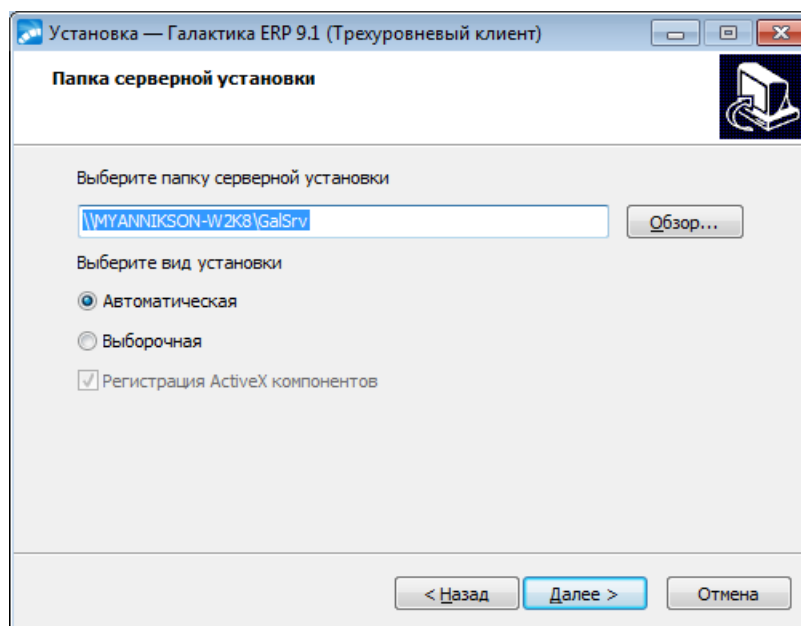 Установка — Галактика ERP 9.1 (Трехуровневый клиент)
Папка серверной установки
Выберите папку серверной установки
\\MYANNIKSON-W2K8\GalSrv
Обзор...
Выберите вид установки
Автоматическая
Выборочная
Регистрация ActiveX компонентов
< Назад
Далее >
Отмена